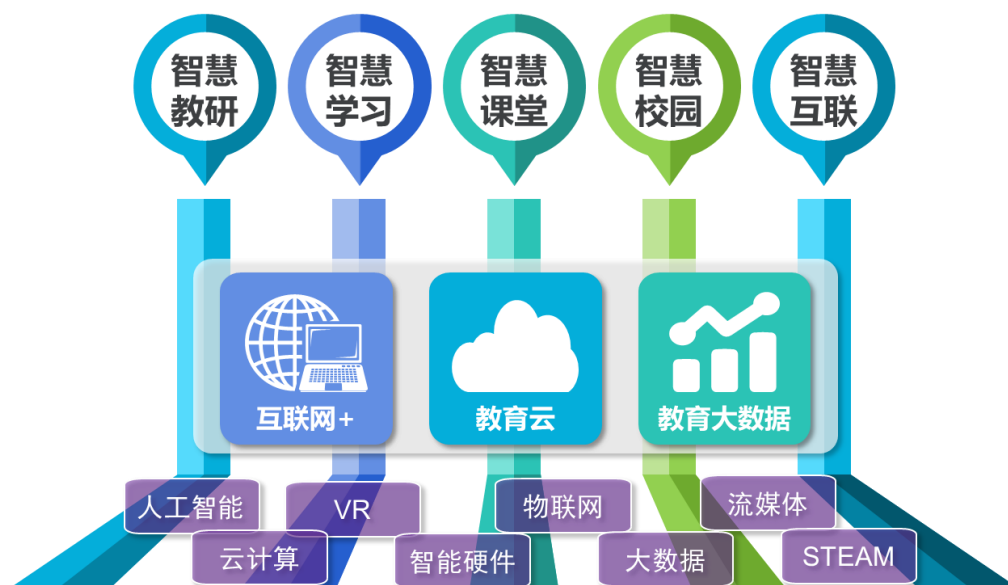 智慧
教研
智慧
学习
智慧
课堂
智慧
校园
智慧
互联
互联网+
教育云
教育大数据
人工智能
VR
物联网
流媒体
云计算
智能硬件
大数据
STEAM